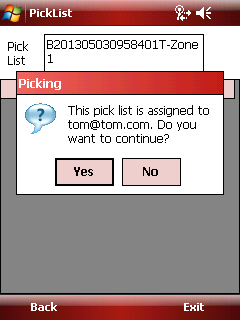 PickList
Pick List
B201305030958401T-Zone
1
Picking
This pick list is assigned to
tom@tom.com. Do you
want to continue?
Yes
No
Back
Exit